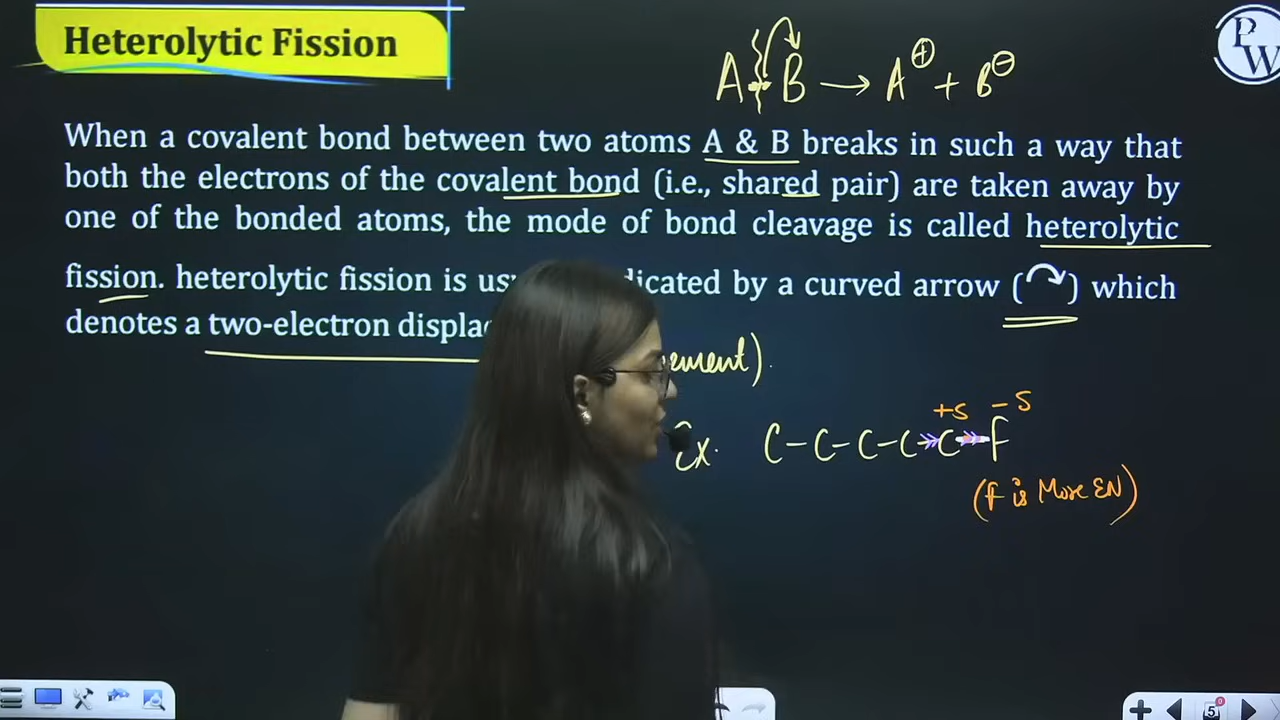 Heterolytic Fission
A B → A⊕ + B⊖
PW
When a covalent bond between two atoms A & B breaks in such a way that
both the electrons of the covalent bond (i.e., shared pair) are taken away by
one of the bonded atoms, the mode of bond cleavage is called heterolytic
fission. heterolytic fission is usu dicated by a curved arrow (↷) which
denotes a two-electron displac
ement).
+δ -δ
Ex. C-C-C-C-C-F
(F is More EN)
5